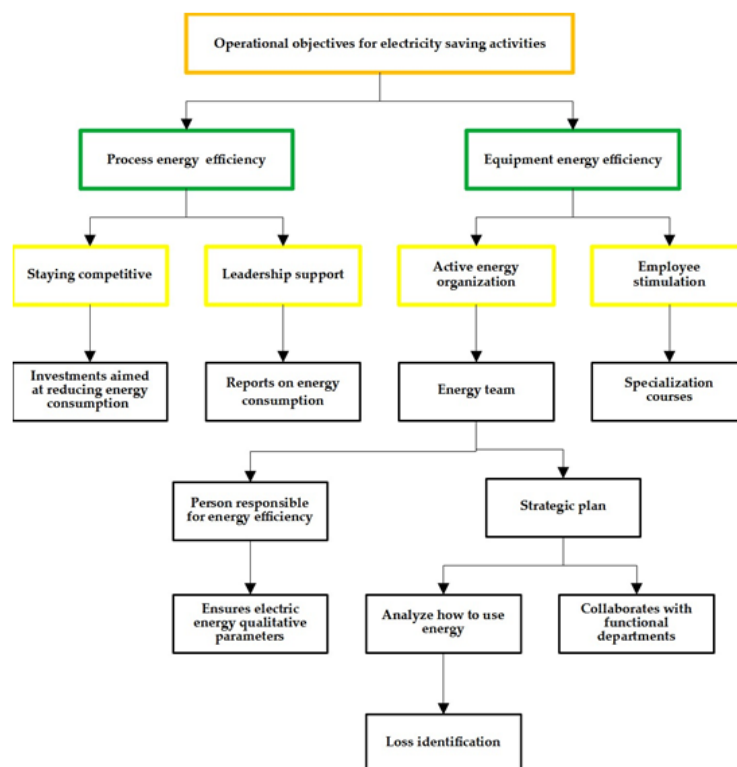 Operational objectives for electricity saving activities
Process energy efficiency
Equipment energy efficiency
Staying competitive
Leadership support
Active energy
organization
Employee
stimulation
Investments aimed
at reducing energy
consumption
Reports on energy
consumption
Energy team
Specialization
courses
Person responsible
for energy efficiency
Strategic plan
Ensures electric
energy qualitative
parameters
Analyze how to use
energy
Collaborates with
functional
departments
Loss identification